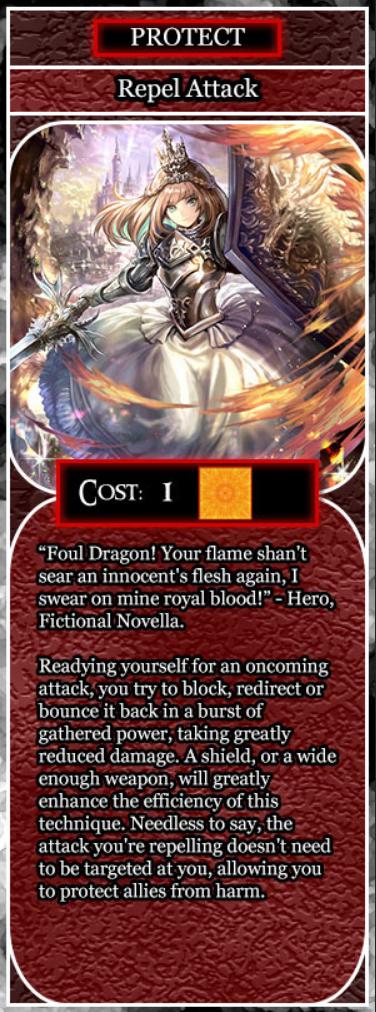 PROTECT
Repel Attack
COST: 1
“Foul Dragon! Your flame shan't
sear an innocent's flesh again, I
swear on mine royal blood!” - Hero,
Fictional Novella.
Readying yourself for an oncoming
attack, you try to block, redirect or
bounce it back in a burst of
gathered power, taking greatly
reduced damage. A shield, or a wide
enough weapon, will greatly
enhance the efficiency of this
technique. Needless to say, the
attack you're repelling doesn't need
to be targeted at you, allowing you
to protect allies from harm.